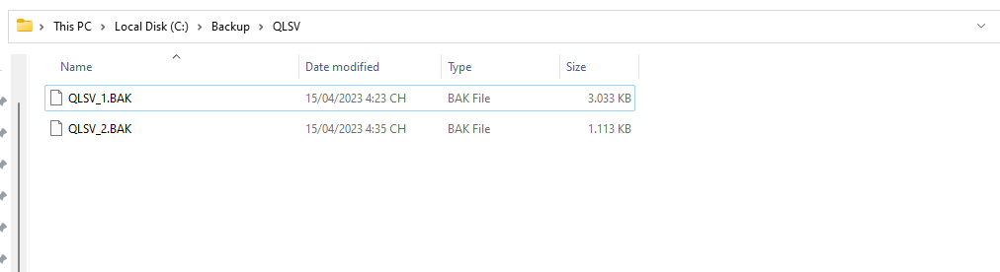 This PC > Local Disk (C:) > Backup > QLSV
Name Date modified Type Size
QLSV_1.BAK 15/04/2023 4:23 CH BAK File 3.033 KB
QLSV_2.BAK 15/04/2023 4:35 CH BAK File 1.113 KB